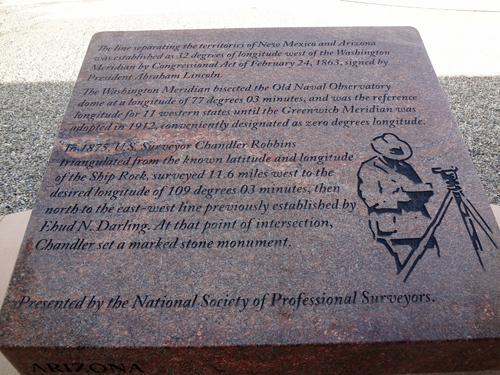 The line separating the territories of New Mexico and Arizona
was established as 32 degrees of longitude west of the Washington
Meridian by Congressional Act of February 24, 1863, signed by
President Abraham Lincoln.
The Washington Meridian bisected the Old Naval Observatory
dome at a longitude of 77 degrees 03 minutes, and was the reference
longitude for 11 western states until the Greenwich Meridian was
adopted in 1912, conveniently designated as zero degrees longitude.
In 1875, U.S. Surveyor Chandler Robbins
triangulated from the known latitude and longitude
of the Ship Rock, surveyed 11.6 miles west to the
desired longitude of 109 degrees 03 minutes, then
north to the east-west line previously established by
Ehud N. Darling. At that point of intersection,
Chandler set a marked stone monument.
Presented by the National Society of Professional Surveyors.
ARIZONA